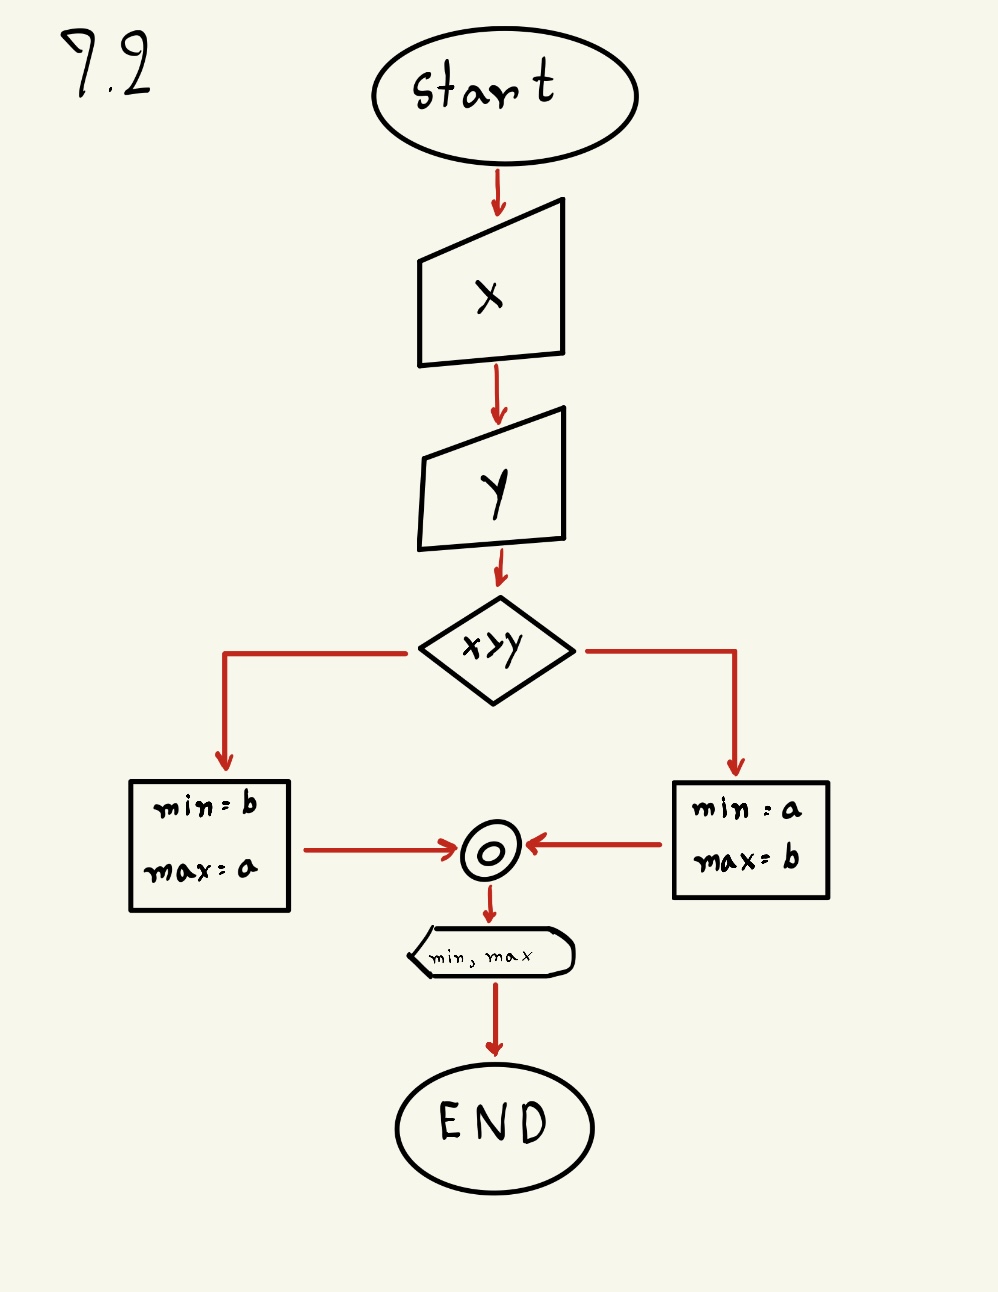 7.2
start
x
y
x>y
min = b
max = a
min = a
max = b
min, max
END